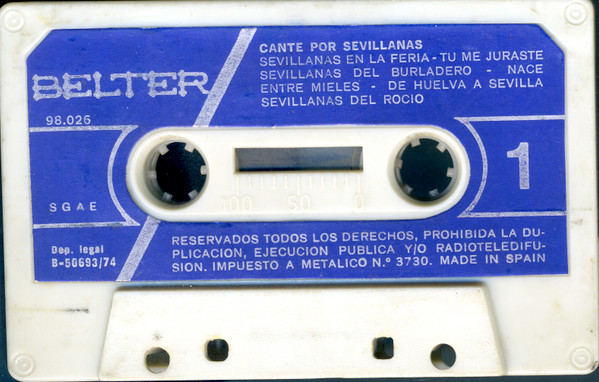 CANTE POR SEVILLANAS
SEVILLANAS EN LA FERIA - TU ME JURASTE
SEVILLANAS DEL BURLADERO - NACE
ENTRE MIELES - DE HUELVA A SEVILLA
SEVILLANAS DEL ROCIO
BELTER
98.026
1
SGAE
100 50 0
Dep. legal
B-50693/74
RESERVADOS TODOS LOS DERECHOS, PROHIBIDA LA DU-
PLICACION, EJECUCION PUBLICA Y/O RADIOTELEDIFU-
SION. IMPUESTO A METALICO N.º 3730. MADE IN SPAIN